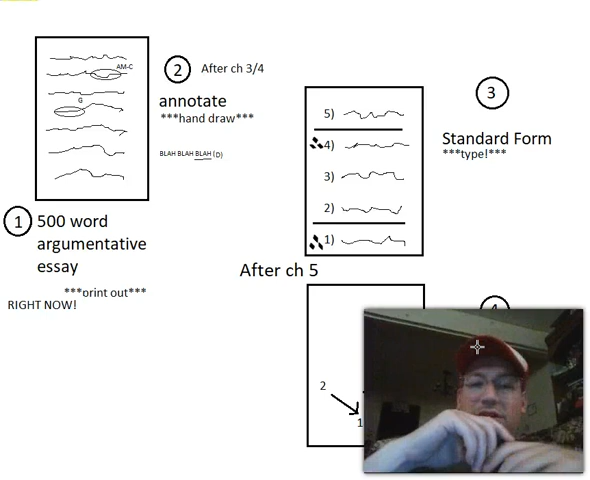 AM-C
G
2
After ch 3/4
annotate
***hand draw***
BLAH BLAH BLAH (D)
1
500 word
argumentative
essay
***print out***
RIGHT NOW!
5)
4)
3)
2)
1)
3
Standard Form
***type!***
After ch 5
2
1